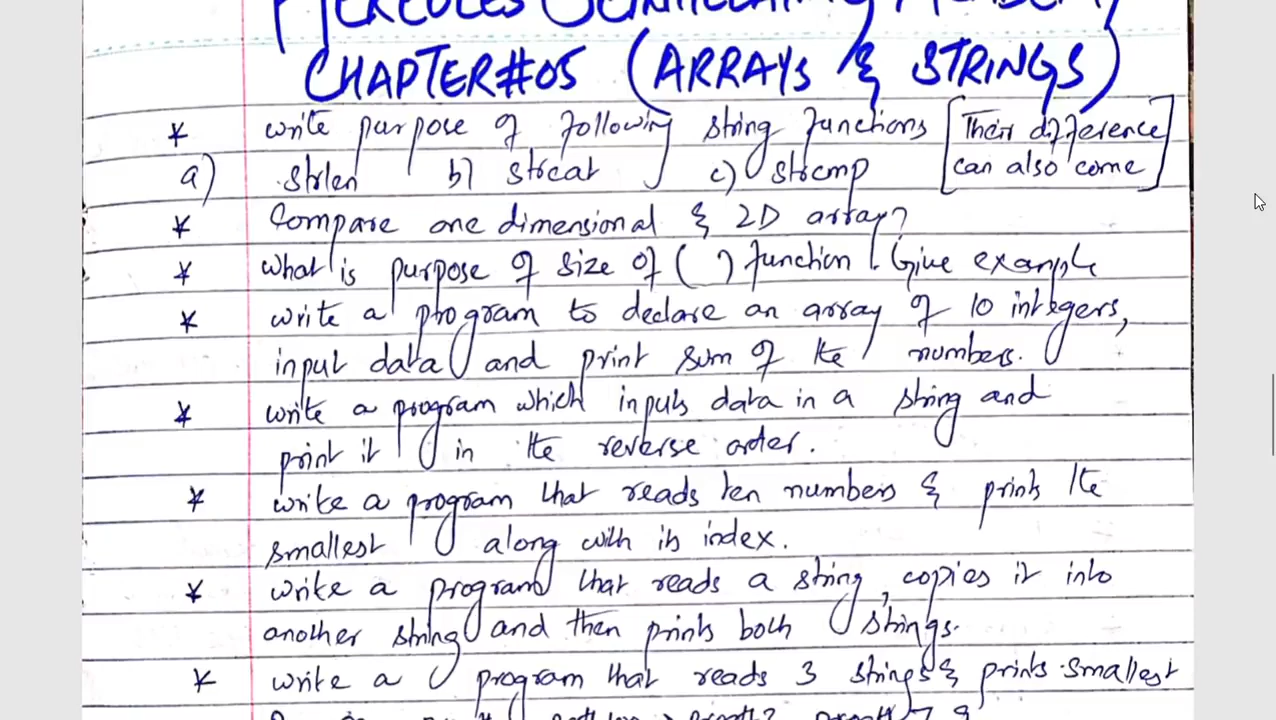 CHAPTER#05 (ARRAYS & STRINGS)
* write purpose of following string functions [Their difference
a) strlen b) strcat c) strcmp can also come]
* Compare one dimensional & 2D array?
* What is purpose of size of ( ) function. Give example
* write a program to declare an array of 10 integers,
input data and print sum of the numbers.
* write a program which inputs data in a string and
print it in the reverse order.
* write a program that reads ten numbers & prints the
smallest along with its index.
* write a program that reads a string, copies it into
another string and then prints both strings.
* write a program that reads 3 strings & prints smallest